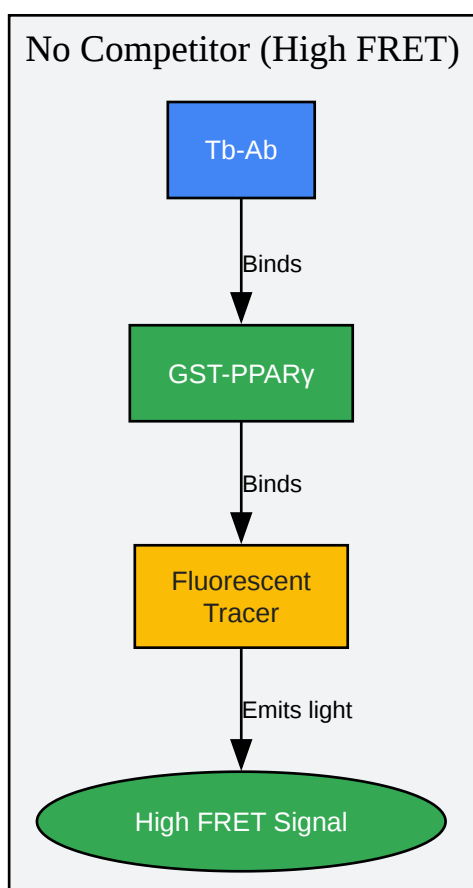 No Competitor (High FRET)
Tb-Ab
Binds
GST-PPARγ
Binds
Fluorescent
Tracer
Emits light
High FRET Signal